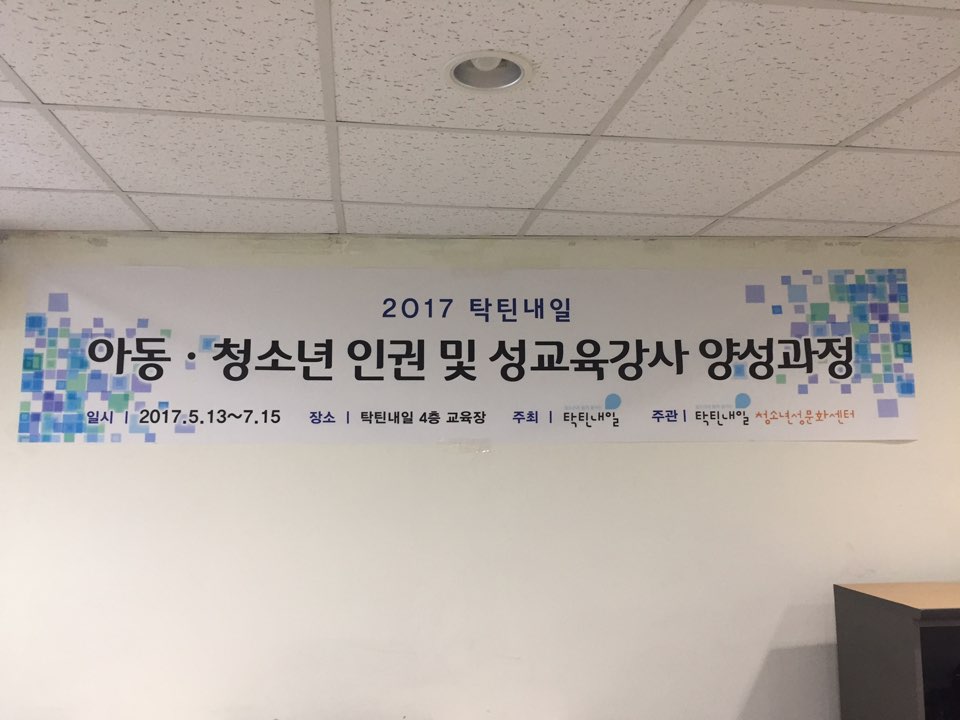 2017 탁틴내일
아동·청소년 인권 및 성교육강사 양성과정
일시 | 2017.5.13~7.15 장소 | 탁틴내일 4층 교육장 주최 | 탁틴내일 주관 | 탁틴내일 청소년성문화센터